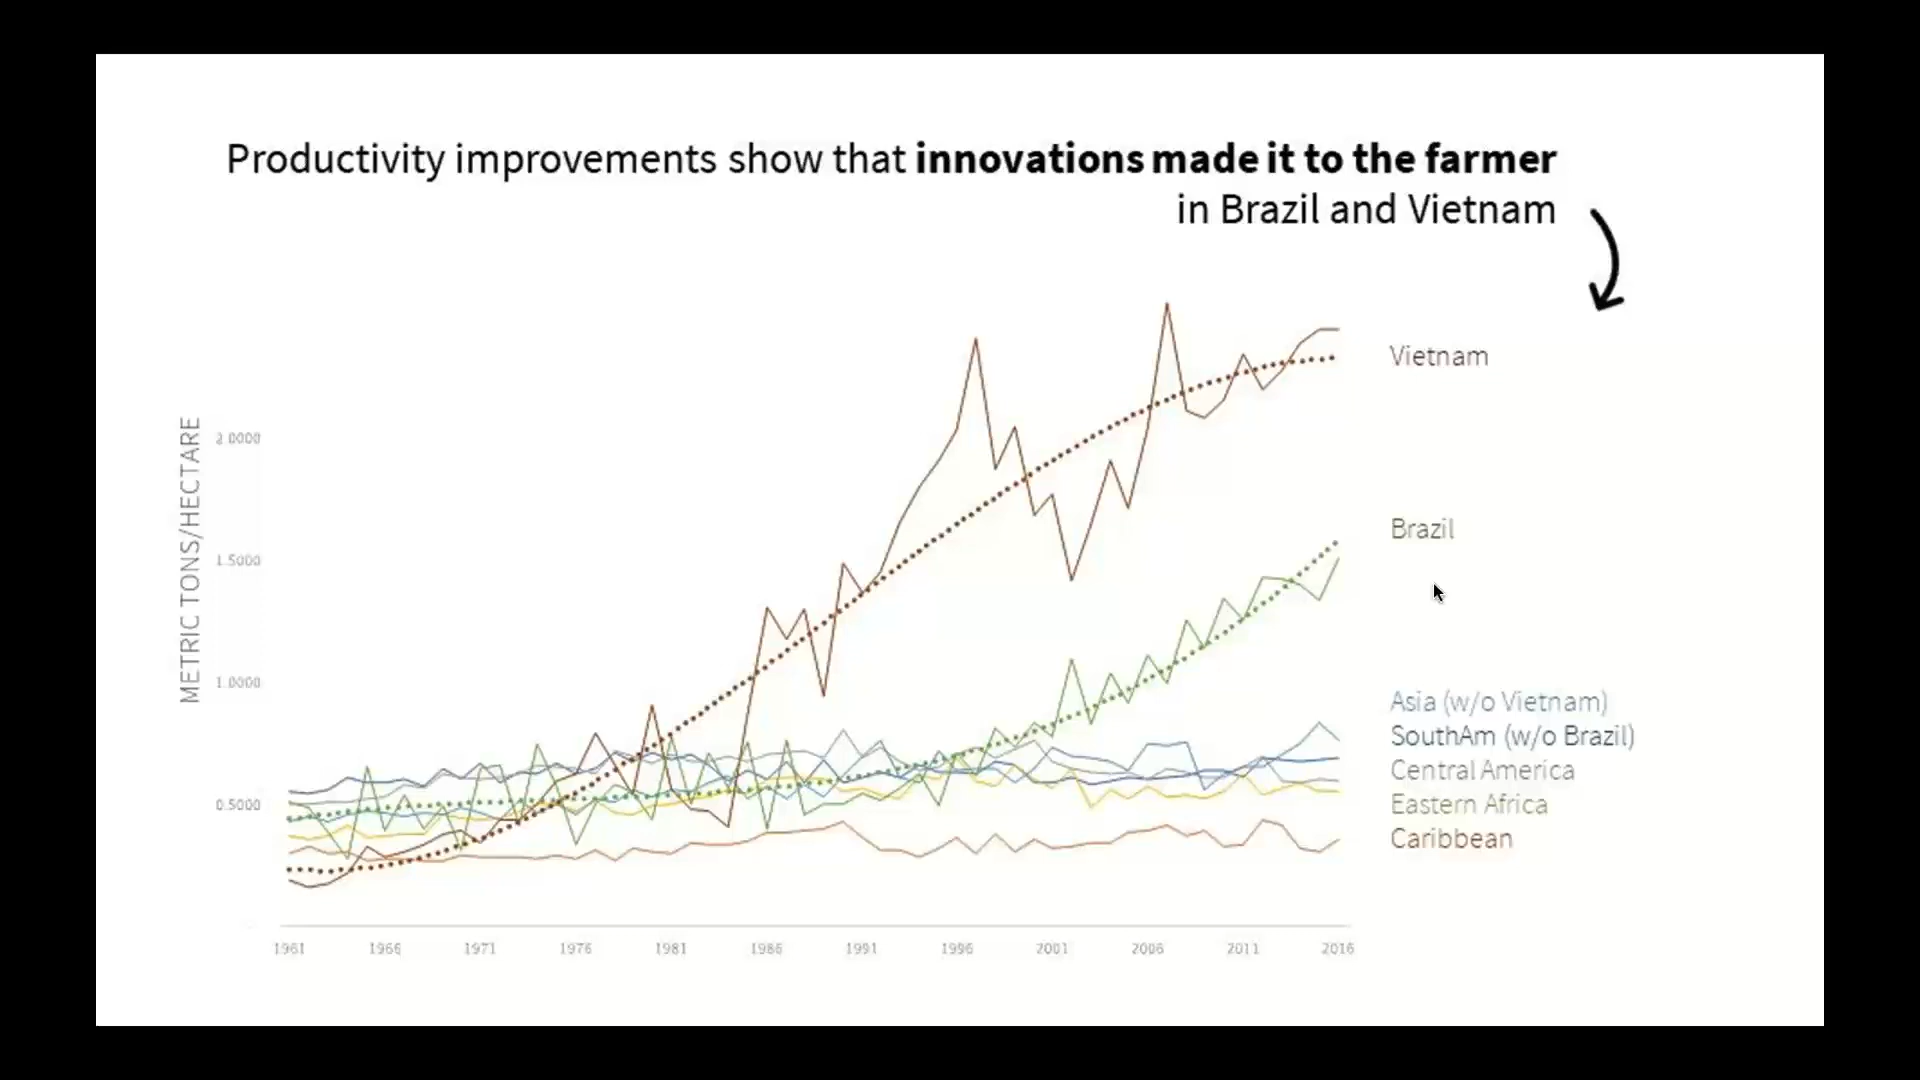 Productivity improvements show that innovations made it to the farmer
in Brazil and Vietnam
METRIC TONS/HECTARE
2.0000
1.5000
1.0000
0.5000
Vietnam
Brazil
Asia (w/o Vietnam)
SouthAm (w/o Brazil)
Central America
Eastern Africa
Caribbean
1961 1966 1971 1976 1981 1986 1991 1996 2001 2006 2011 2016